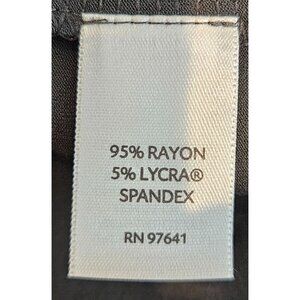 95% RAYON
5% LYCRA®
SPANDEX
RN 97641